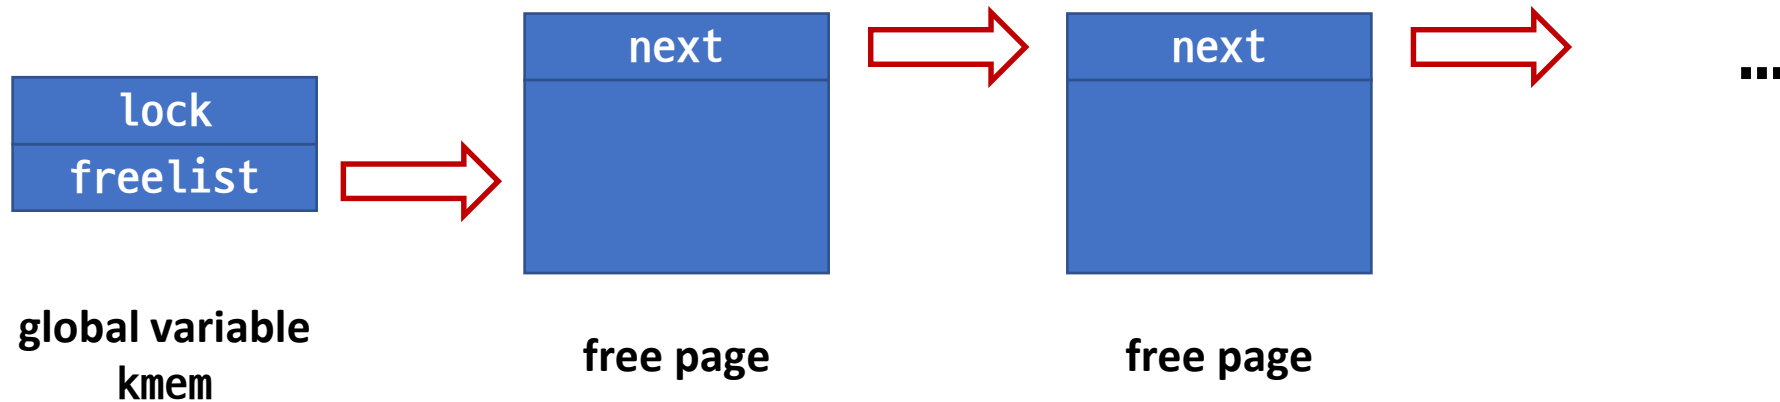 lock
freelist
global variable
kmem
next
free page
next
free page
...